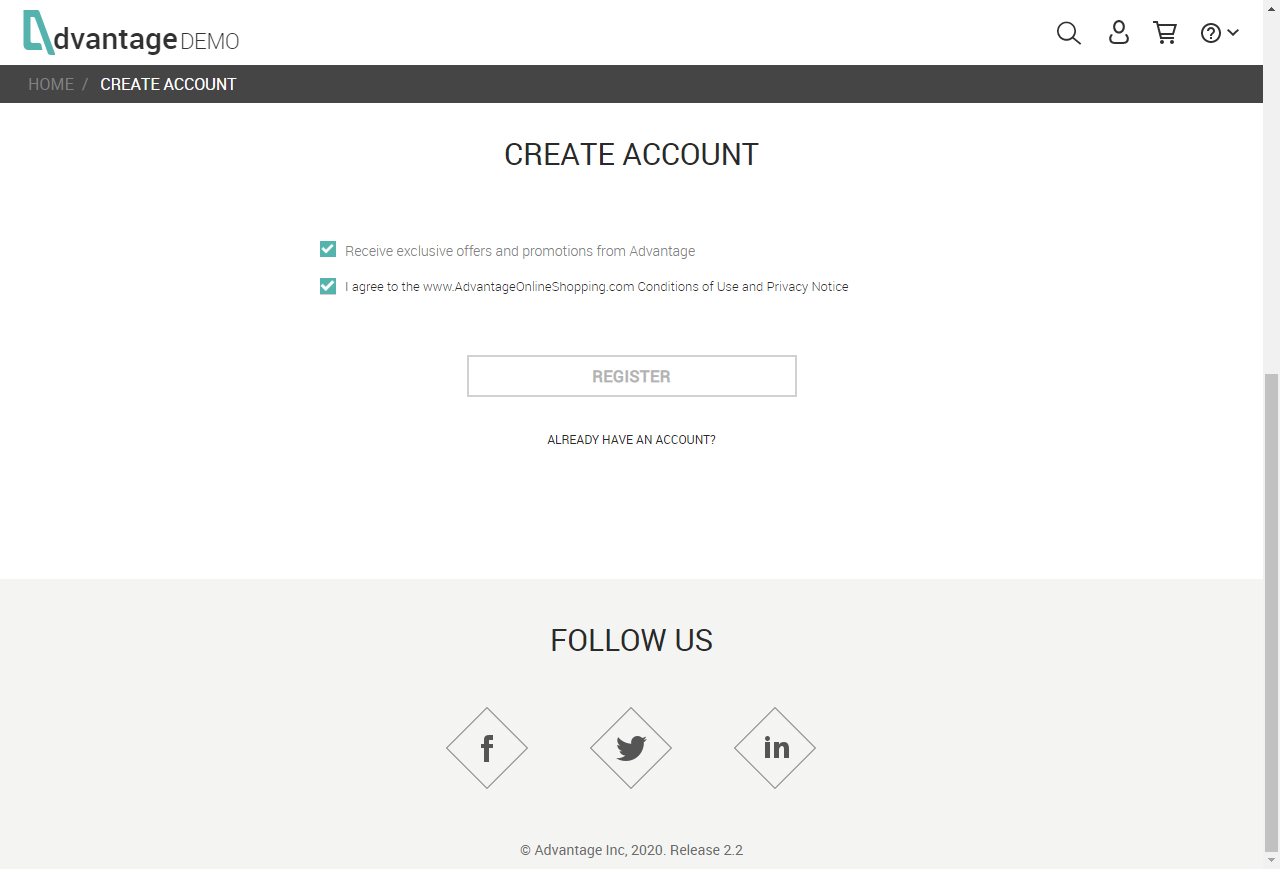 dvantage DEMO
HOME / CREATE ACCOUNT
CREATE ACCOUNT
Receive exclusive offers and promotions from Advantage
I agree to the www.AdvantageOnlineShopping.com Conditions of Use and Privacy Notice
REGISTER
ALREADY HAVE AN ACCOUNT?
FOLLOW US
f
in
© Advantage Inc, 2020. Release 2.2